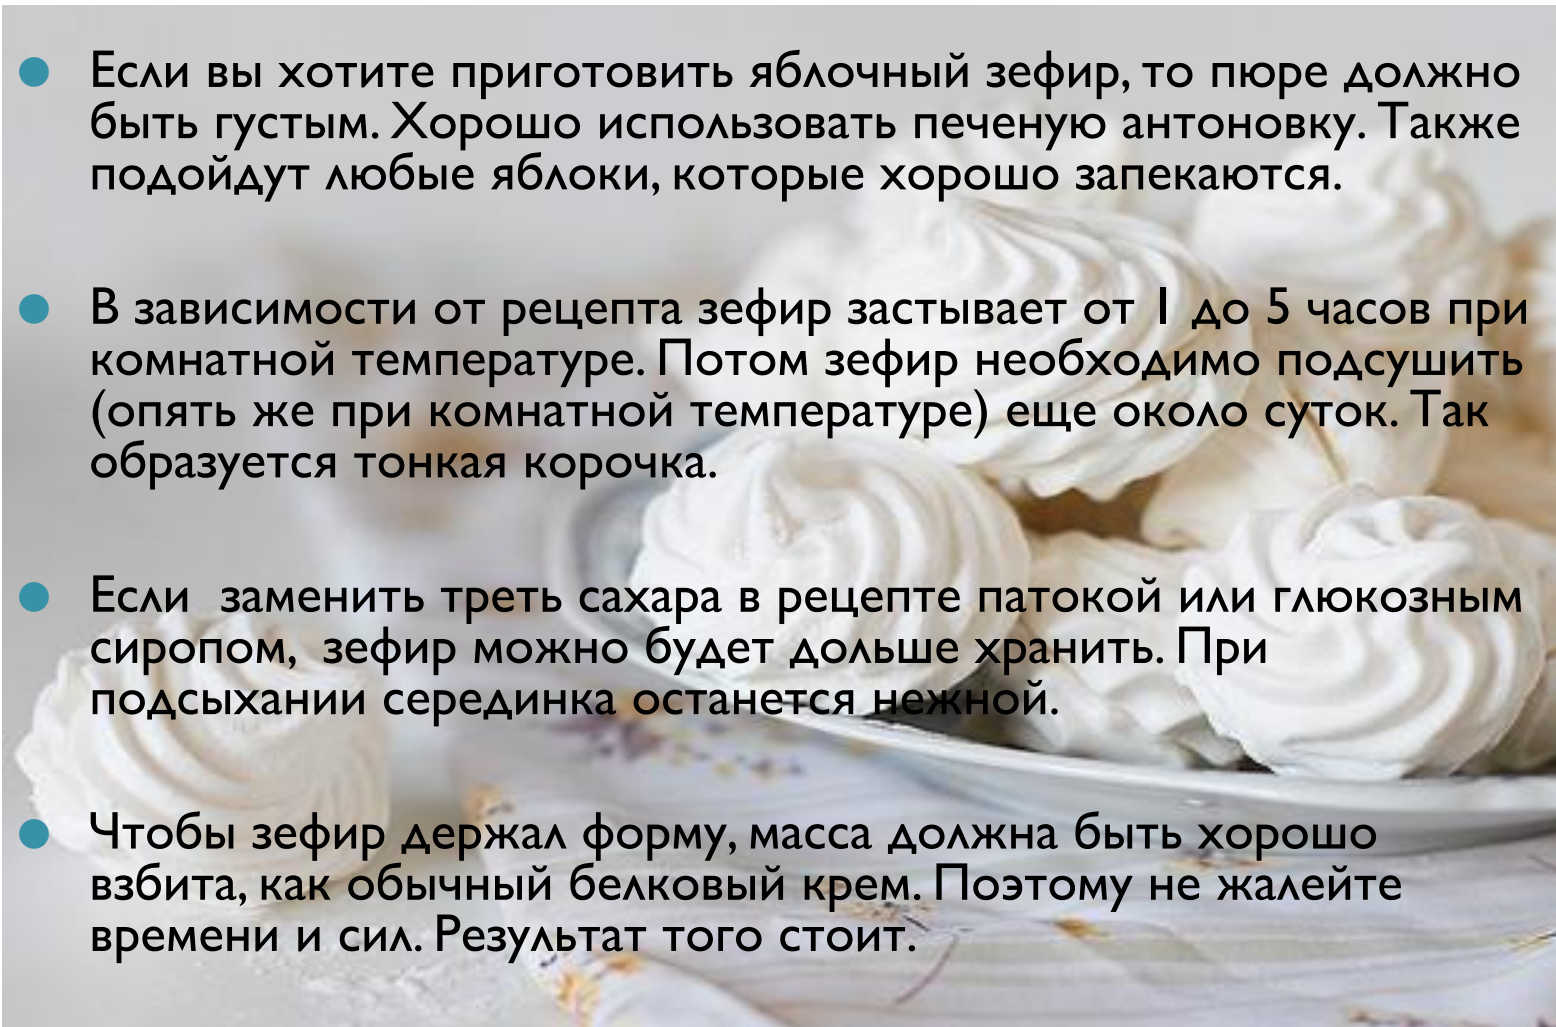 Если вы хотите приготовить яблочный зефир, то пюре должно
быть густым. Хорошо использовать печеную антоновку. Также
подойдут любые яблоки, которые хорошо запекаются.
В зависимости от рецепта зефир застывает от 1 до 5 часов при
комнатной температуре. Потом зефир необходимо подсушить
(опять же при комнатной температуре) еще около суток. Так
образуется тонкая корочка.
Если  заменить треть сахара в рецепте патокой или глюкозным
сиропом,  зефир можно будет дольше хранить. При
подсыхании серединка останется нежной.
Чтобы зефир держал форму, масса должна быть хорошо
взбита, как обычный белковый крем. Поэтому не жалейте
времени и сил. Результат того стоит.